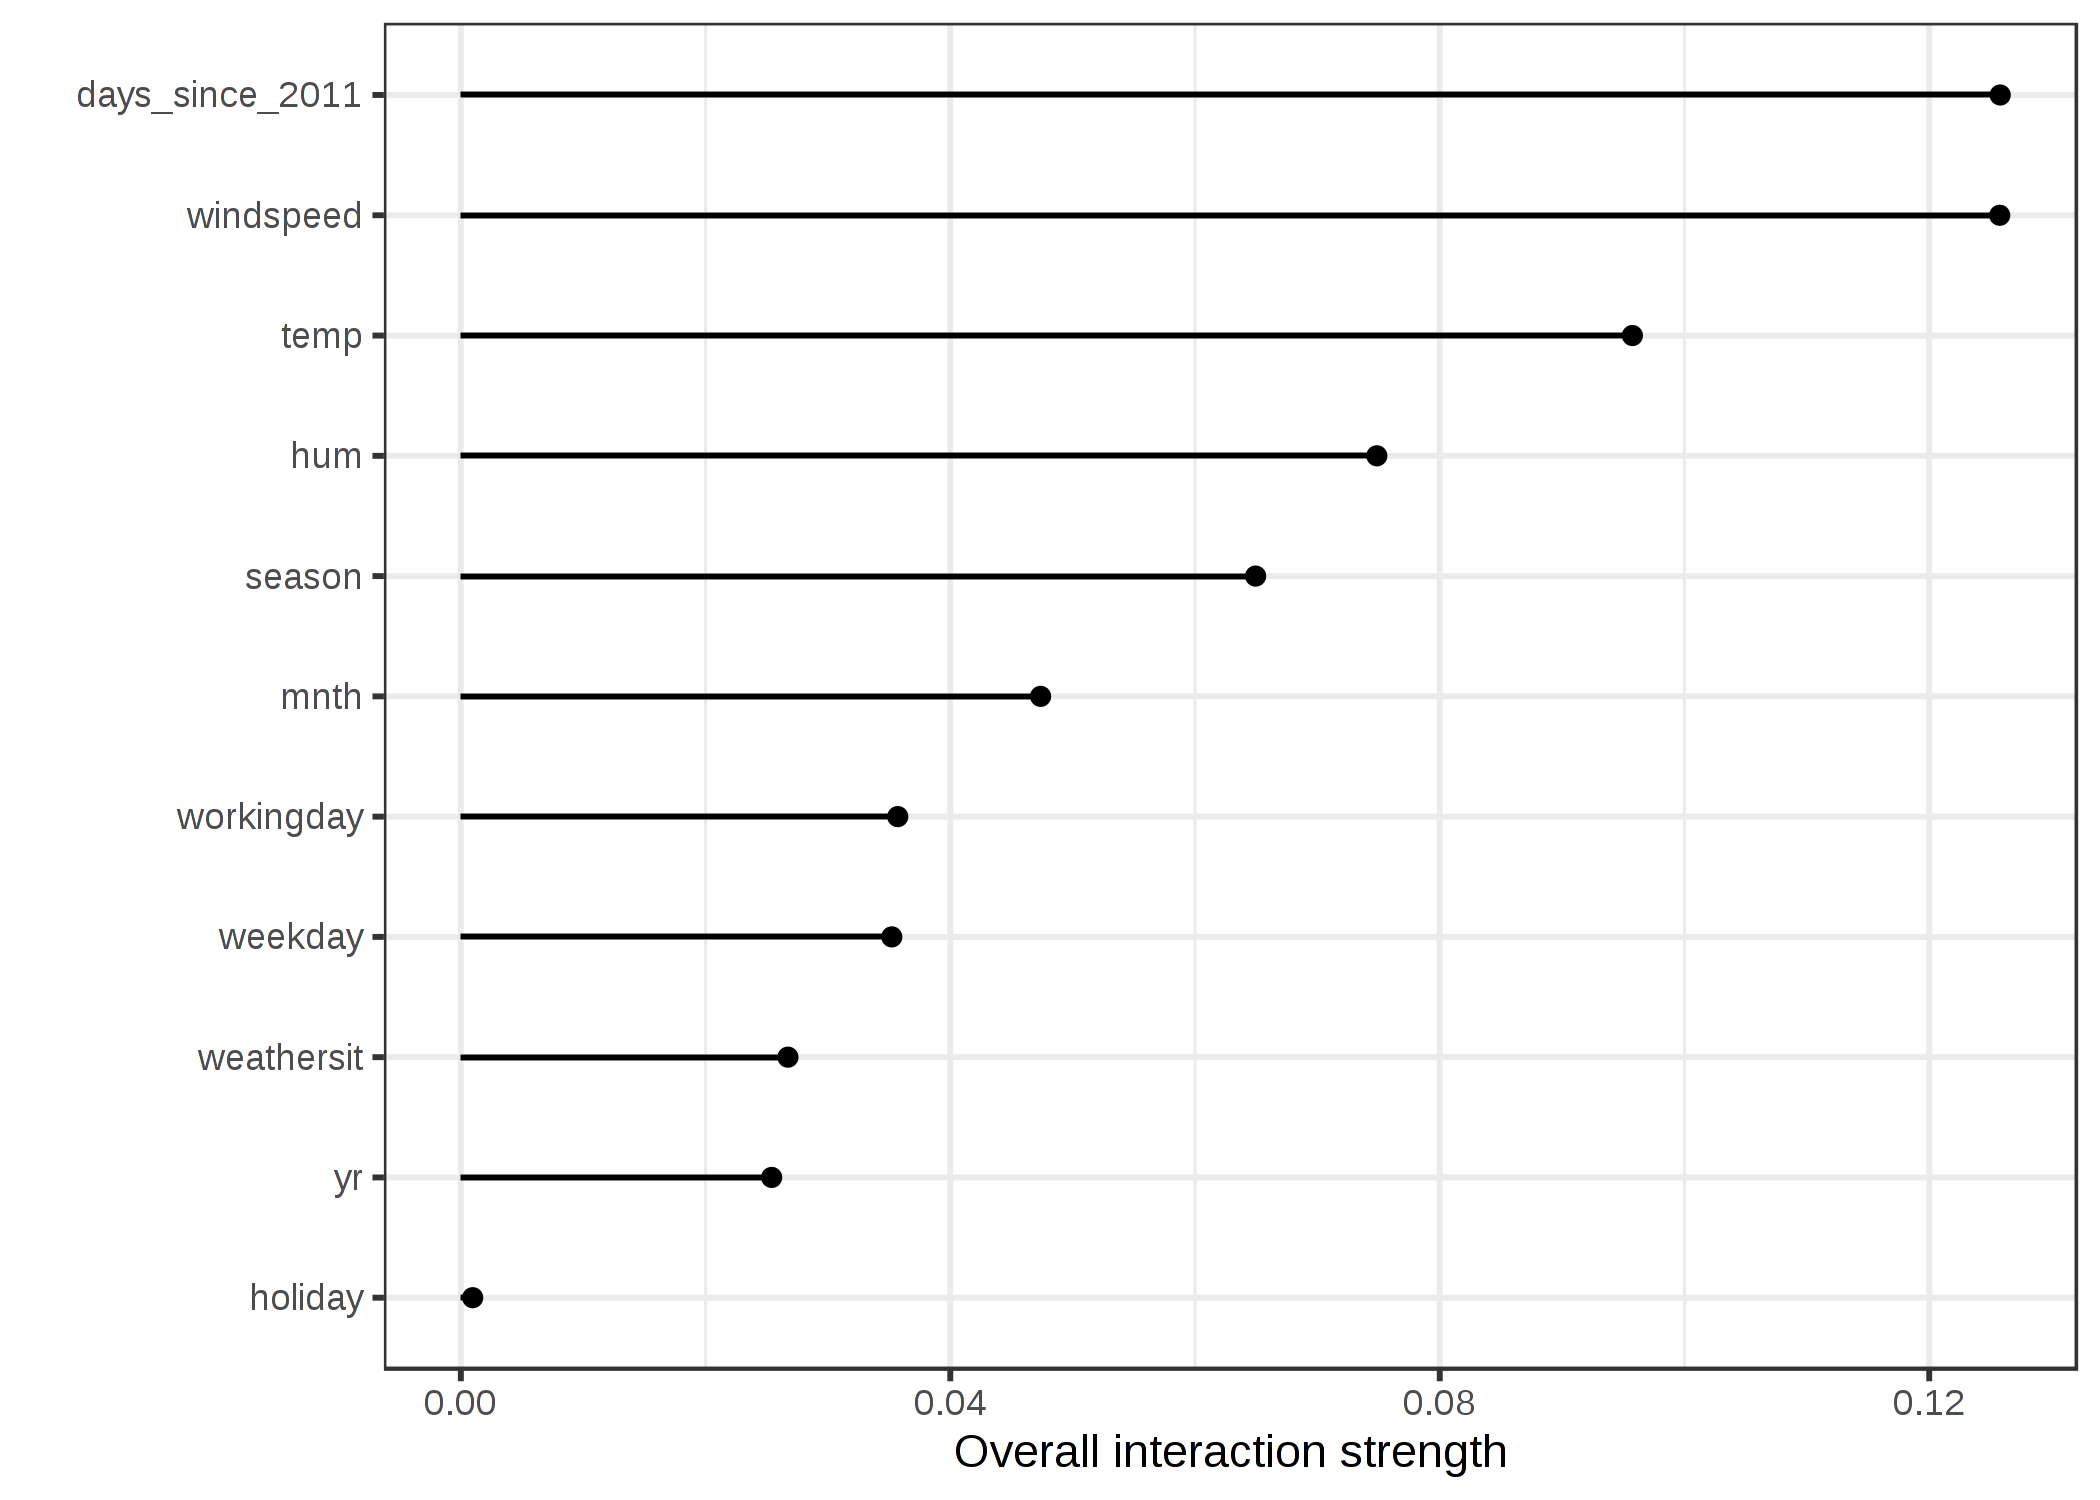 days_since_2011
windspeed
temp
hum
season
mnth
workingday
weekday
weathersit
yr
holiday
0.00 0.04 0.08 0.12
Overall interaction strength